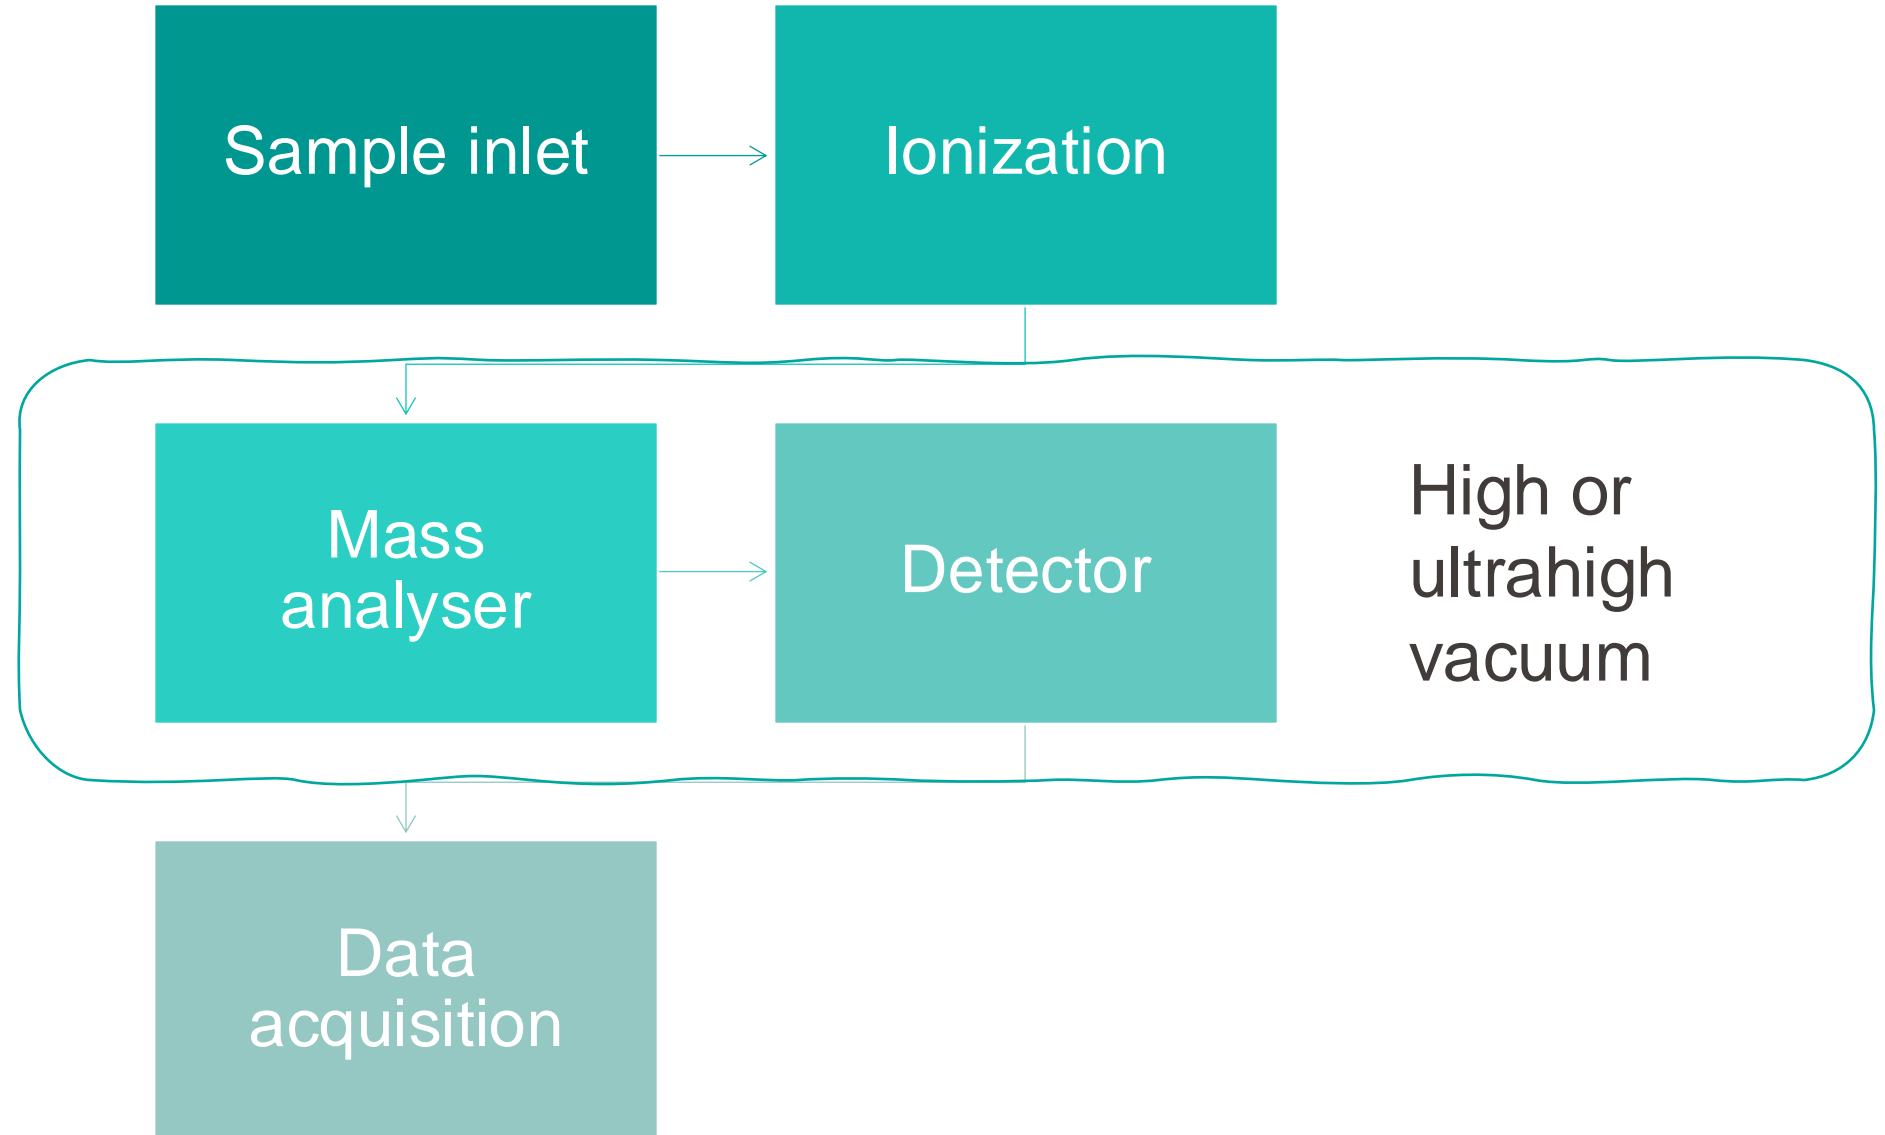 Sample inlet
Ionization
Mass
analyser
Detector
High or
ultrahigh
vacuum
Data
acquisition